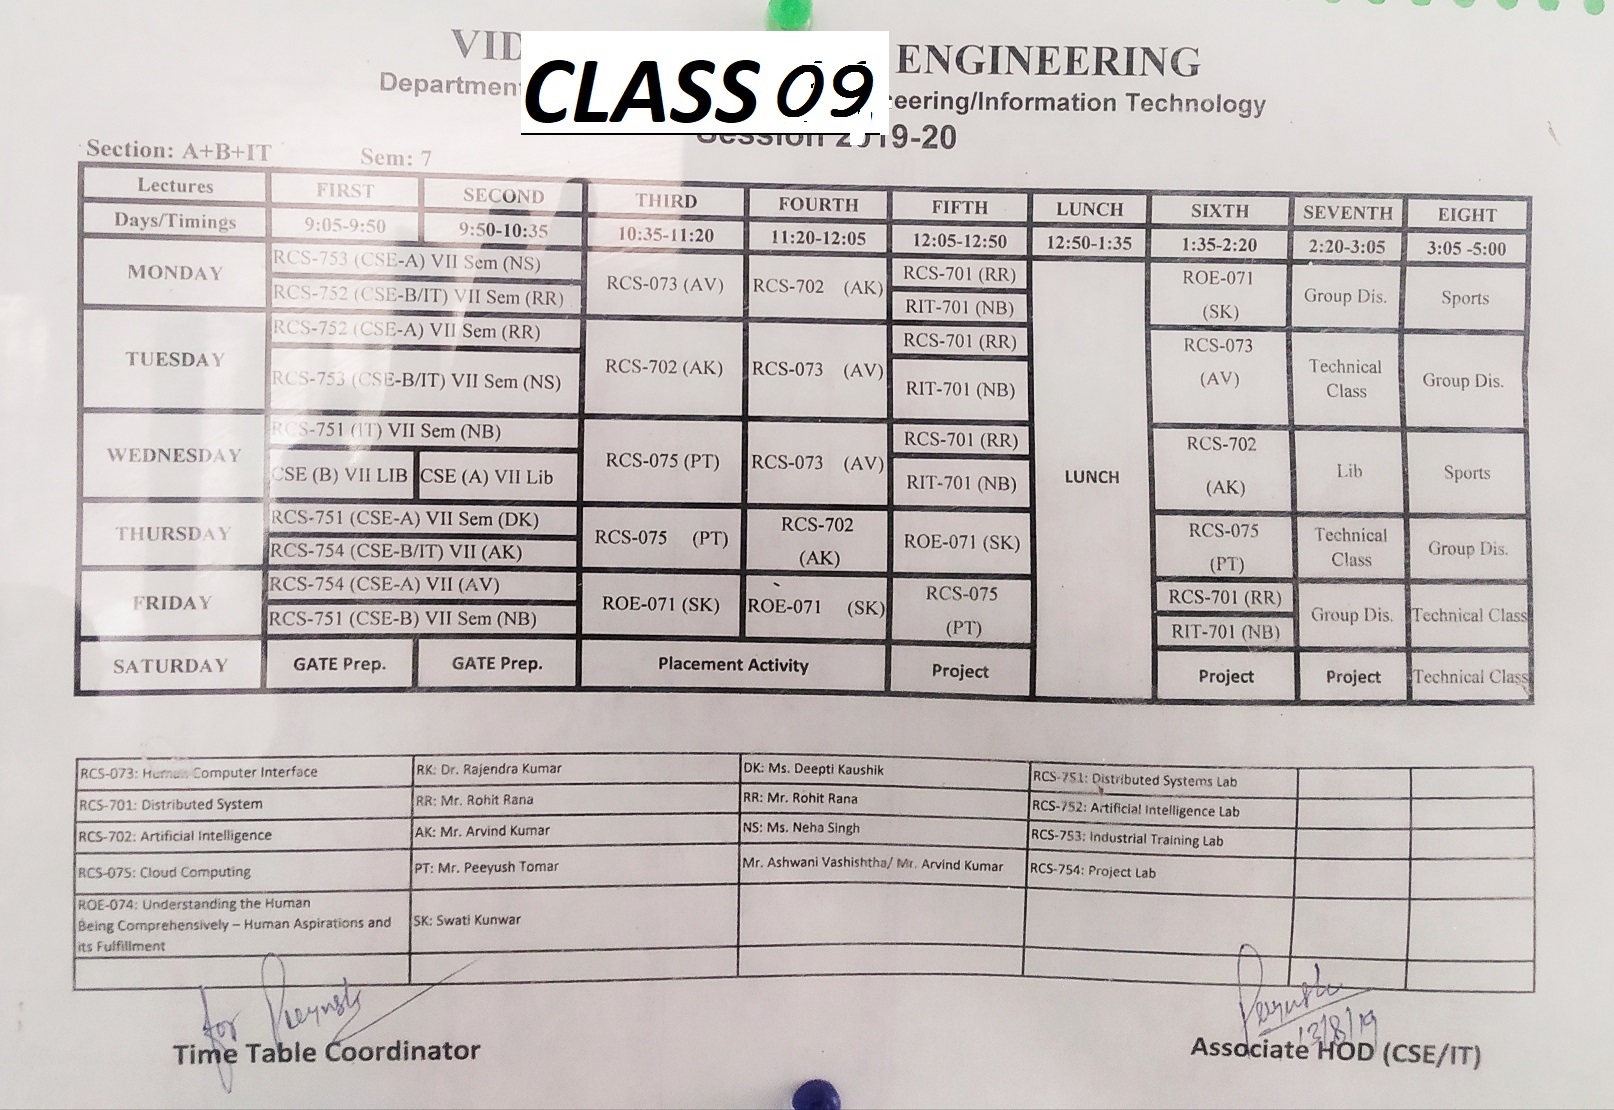 VID ENGINEERING
CLASS 09
Departmen eering/Information Technology
Session 2019-20
Section: A+B+IT Sem: 7
Lectures FIRST SECOND THIRD FOURTH FIFTH LUNCH SIXTH SEVENTH EIGHT
Days/Timings 9:05-9:50 9:50-10:35 10:35-11:20 11:20-12:05 12:05-12:50 12:50-1:35 1:35-2:20 2:20-3:05 3:05 -5:00
MONDAY
RCS-753 (CSE-A) VII Sem (NS)
RCS-752 (CSE-B/IT) VII Sem (RR)
RCS-073 (AV)
RCS-702 (AK)
RCS-701 (RR)
RIT-701 (NB)
ROE-071
(SK)
Group Dis.
Sports
TUESDAY
RCS-752 (CSE-A) VII Sem (RR)
RCS-753 (CSE-B/IT) VII Sem (NS)
RCS-702 (AK)
RCS-073 (AV)
RCS-701 (RR)
RIT-701 (NB)
RCS-073
(AV)
Technical
Class
Group Dis.
WEDNESDAY
RCS-751 (IT) VII Sem (NB)
CSE (B) VII LIB
CSE (A) VII Lib
RCS-075 (PT)
RCS-073 (AV)
RCS-701 (RR)
RIT-701 (NB)
LUNCH
RCS-702
(AK)
Lib
Sports
THURSDAY
RCS-751 (CSE-A) VII Sem (DK)
RCS-754 (CSE-B/IT) VII (AK)
RCS-075 (PT)
RCS-702
(AK)
ROE-071 (SK)
RCS-075
(PT)
Technical
Class
Group Dis.
FRIDAY
RCS-754 (CSE-A) VII (AV)
RCS-751 (CSE-B) VII Sem (NB)
ROE-071 (SK)
ROE-071 (SK)
RCS-075
(PT)
RCS-701 (RR)
RIT-701 (NB)
Group Dis.
Technical Class
SATURDAY
GATE Prep.
GATE Prep.
Placement Activity
Project
Project
Project
Technical Class
RCS-073: Human Computer Interface
RK: Dr. Rajendra Kumar
DK: Ms. Deepti Kaushik
RCS-751: Distributed Systems Lab
RCS-701: Distributed System
RR: Mr. Rohit Rana
RR: Mr. Rohit Rana
RCS-752: Artificial Intelligence Lab
RCS-702: Artificial Intelligence
AK: Mr. Arvind Kumar
NS: Ms. Neha Singh
RCS-753: Industrial Training Lab
RCS-075: Cloud Computing
PT: Mr. Peeyush Tomar
Mr. Ashwani Vashishtha/ Mr. Arvind Kumar
RCS-754: Project Lab
ROE-074: Understanding the Human
Being Comprehensively – Human Aspirations and
its Fulfillment
SK: Swati Kunwar
for
13/8/19
Time Table Coordinator
Associate HOD (CSE/IT)